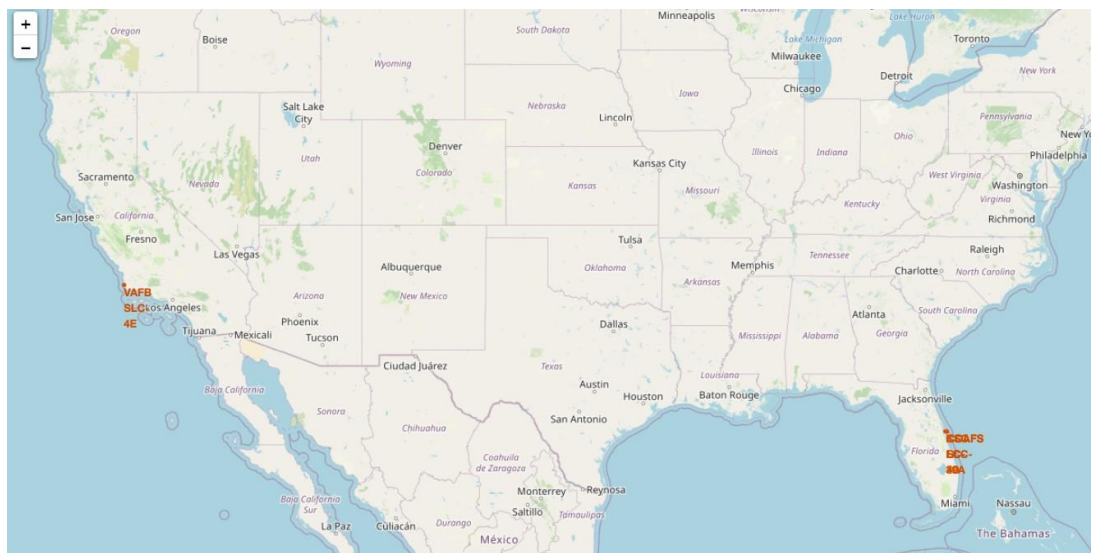 +
−
Oregon
Boise
Wyoming
South Dakota
Minneapolis
Lake Michigan
Lake Huron
Toronto
Milwaukee
Detroit
Chicago
New York
Salt Lake
City
Nebraska
Iowa
Lincoln
Denver
Utah
Colorado
Illinois
Indiana
Ohio
Pennsylvania
Philadelphia
Sacramento
Nevada
Kansas City
Kansas
Missouri
West Virginia
Washington
Virginia
Richmond
Kentucky
San Jose
California
Fresno
Las Vegas
Tulsa
Raleigh
Albuquerque
Oklahoma
Memphis
Tennessee
Charlotte
North Carolina
VAFB
SLC-
4E
Los Angeles
Arizona
New Mexico
Arkansas
South Carolina
Tijuana
Mexicali
Phoenix
Tucson
Dallas
Mississippi
Alabama
Atlanta
Georgia
Ciudad Juárez
Texas
Baja California
Sonora
Austin
Louisiana
Houston
Baton Rouge
Jacksonville
San Antonio
Chihuahua
Florida
Coahuila
de Zaragoza
Baja California
Sur
Monterrey
Reynosa
Saltillo
Tamaulipas
Miami
Nassau
La Paz
Culiacán
Durango
México
The Bahamas